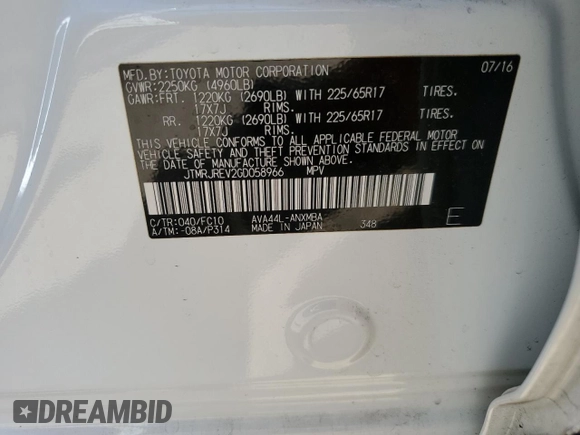 MFD.BY:TOYOTA MOTOR CORPORATION 07/16
GVWR:2250KG (4960LB)
GAWR:FRT. 1220KG (2690LB) WITH 225/65R17 TIRES,
17X7J RIMS.
RR. 1220KG (2690LB) WITH 225/65R17 TIRES,
17X7J RIMS.
THIS VEHICLE CONFORMS TO ALL APPLICABLE FEDERAL MOTOR
VEHICLE SAFETY AND THEFT PREVENTION STANDARDS IN EFFECT
ON THE DATE OF MANUFACTURE SHOWN ABOVE.
JTMRJREV2GD058966 MPV
C/TR:040/FC10 AVA44L-ANXMBA
A/TM:-08A/P314 MADE IN JAPAN 348 E
DREAMBID